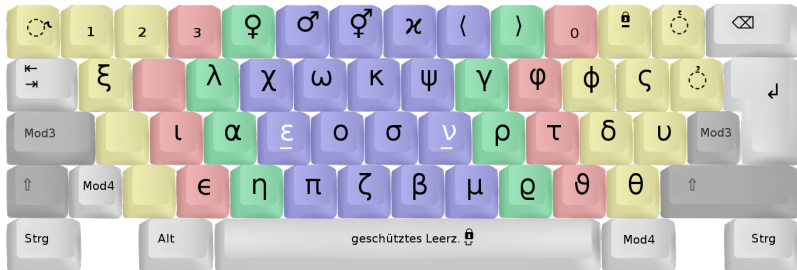 1 2 3 ♀ ♂ ⚥ ϰ ⟨ ⟩ 0
⇤ ⇥ ξ λ χ ω κ ψ γ φ ϕ ς ↲
Mod3 ι α ε ο σ ν ρ τ δ υ Mod3
⇧ Mod4 ϵ η π ζ β μ ϱ ϑ θ ⇧
Strg Alt geschütztes Leerz. Mod4 Strg